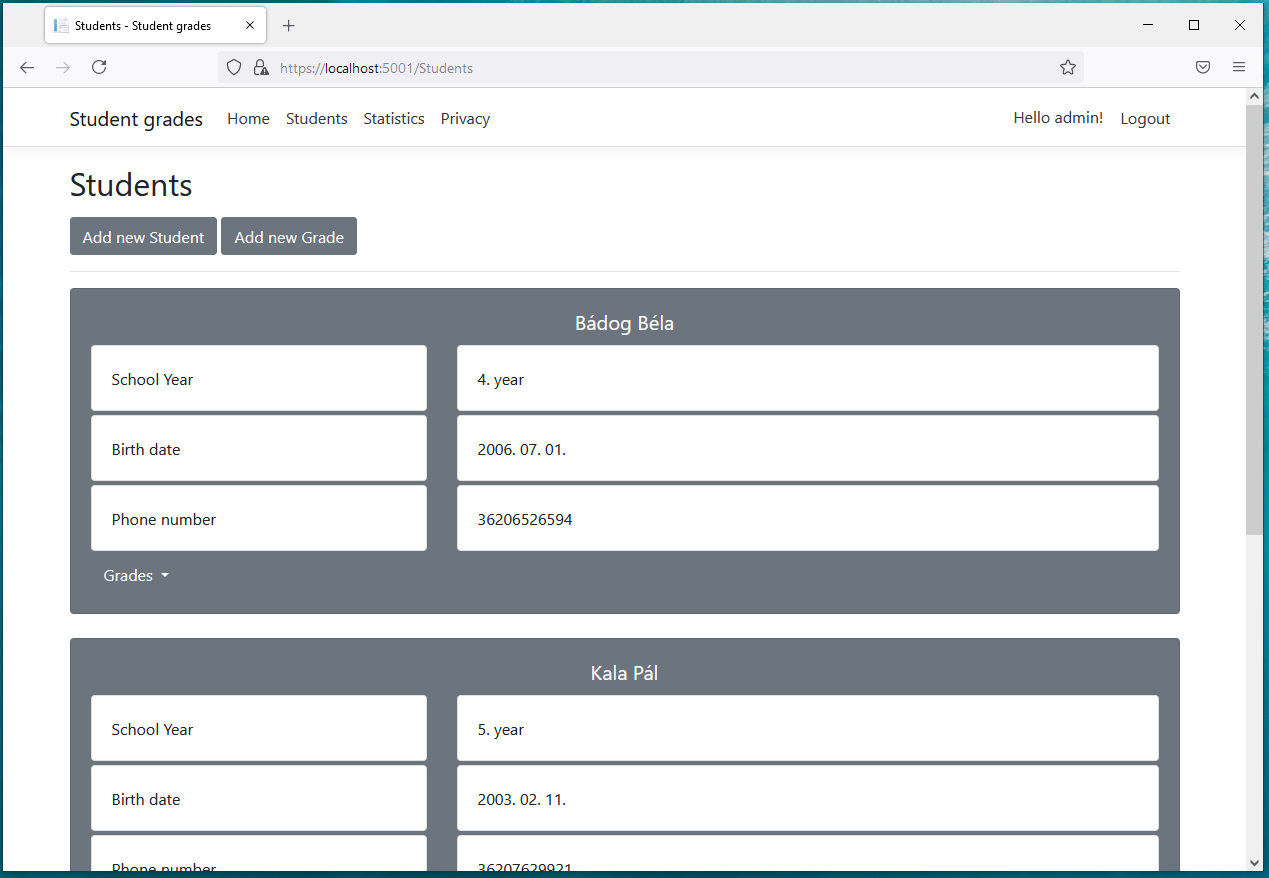 Students - Student grades
https://localhost:5001/Students
Student grades Home Students Statistics Privacy Hello admin! Logout
Students
Add new Student Add new Grade
Bádog Béla
School Year 4. year
Birth date 2006. 07. 01.
Phone number 36206526594
Grades
Kala Pál
School Year 5. year
Birth date 2003. 02. 11.
Phone number 36207629921